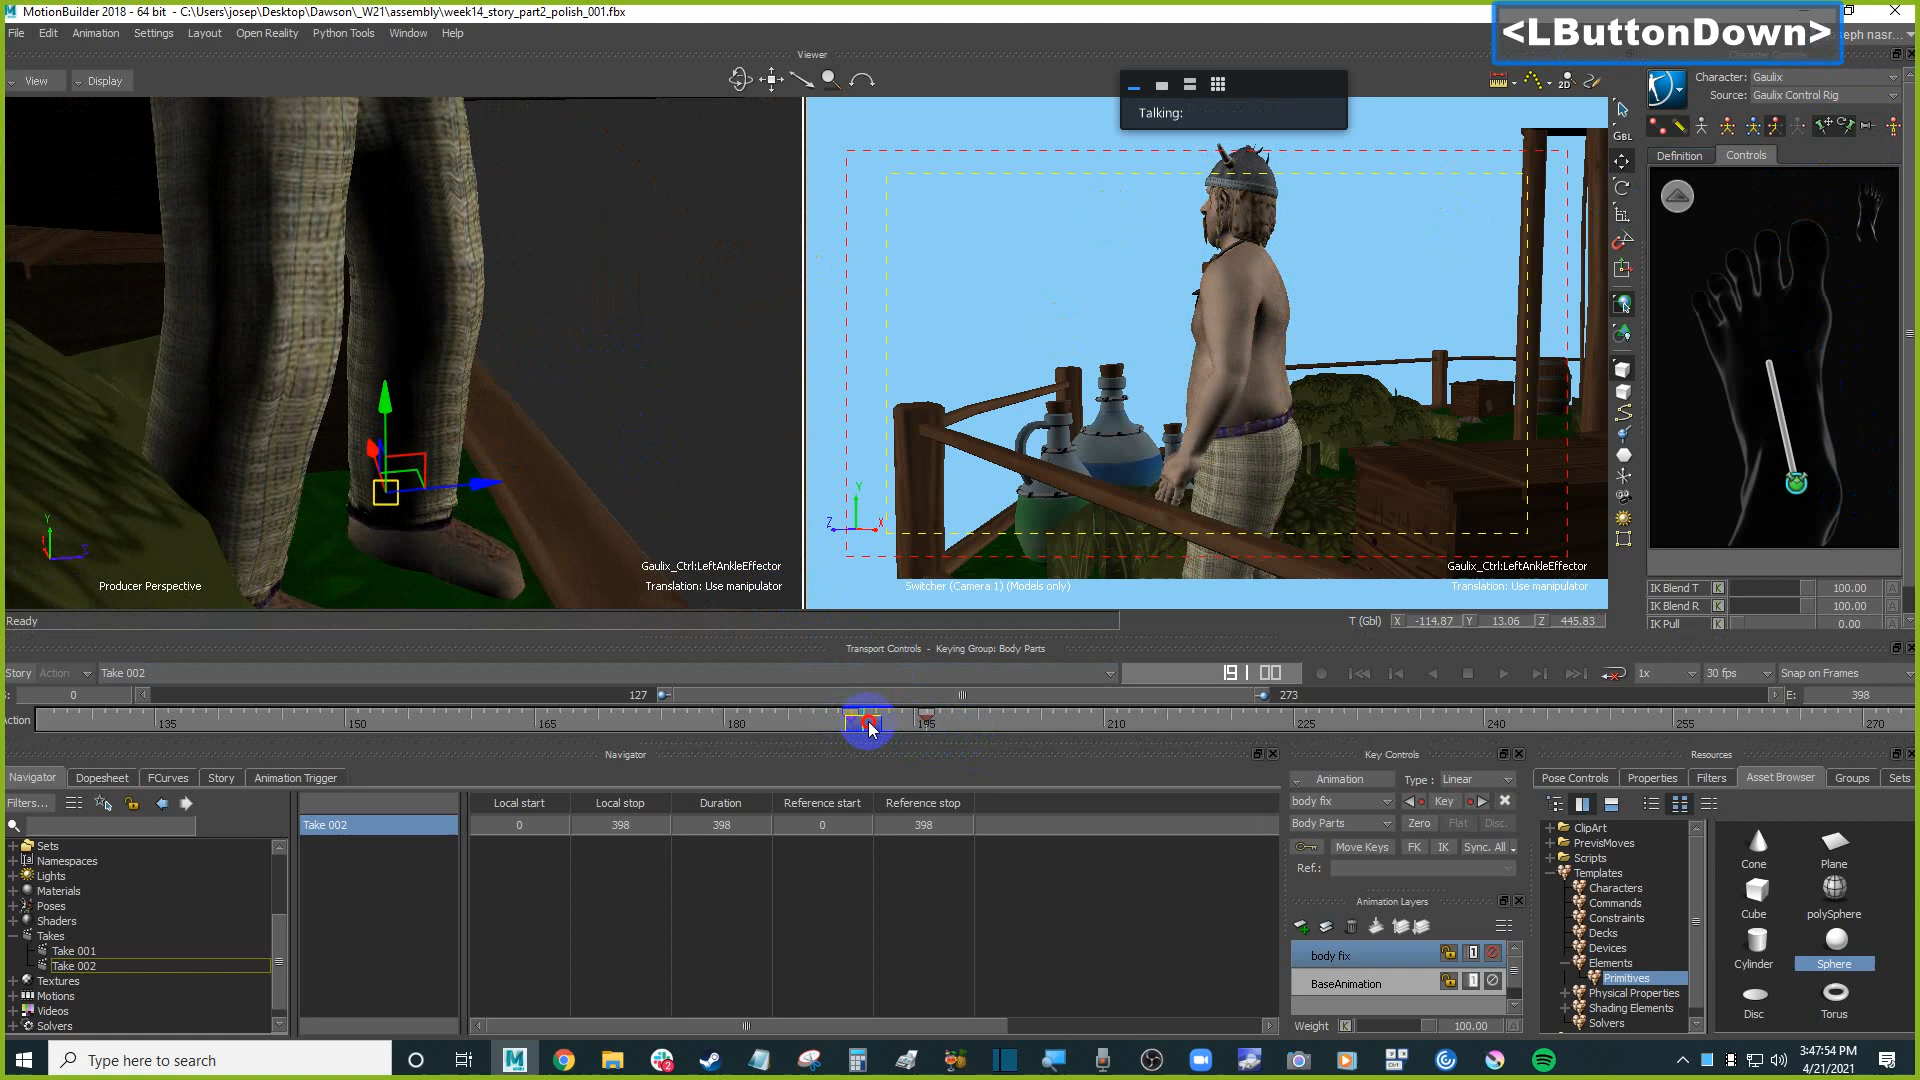 MotionBuilder 2018 - 64 bit - C:\Users\josep\Desktop\Dawson\_W21\assembly\week14_story_part2_polish_001.fbx
<LButtonDown>
File Edit Animation Settings Layout Open Reality Python Tools Window Help
seph nasr...
Viewer
View Display
Talking:
2D
Character: Gaulix
Source: Gaulix Control Rig
GBL
Definition Controls
Y
Z
X
Gaulix_Ctrl:LeftAnkleEffector
Translation: Use manipulator
Producer Perspective
Gaulix_Ctrl:LeftAnkleEffector
Translation: Use manipulator
Switcher (Camera 1) (Models only)
IK Blend T K 100.00 A
IK Blend R K 100.00 A
IK Pull K 0.00
Ready
T (Gbl) X -114.87 Y 13.06 Z 445.83
Transport Controls - Keying Group: Body Parts
Story Action Take 002 191 00 1x 30 fps Snap on Frames
S: 0 127 273 E: 398
Action 135 150 165 180 195 210 225 240 255 270
Navigator
Key Controls
Resources
Navigator Dopesheet FCurves Story Animation Trigger
Animation Type : Linear
Pose Controls Properties Filters Asset Browser Groups Sets
Filters...
Local start Local stop Duration Reference start Reference stop
Take 002 0 398 398 0 398
body fix Key
Body Parts Zero Flat Disc.
Move Keys FK IK Sync. All
Ref.:
Animation Layers
body fix 1
BaseAnimation 1
Weight K 100.00 A
Sets
Namespaces
Lights
Materials
Poses
Shaders
Takes
Take 001
Take 002
Textures
Motions
Videos
Solvers
ClipArt
PrevisMoves
Scripts
Templates
Characters
Commands
Constraints
Decks
Devices
Elements
Primitives
Physical Properties
Shading Elements
Solvers
Cone Plane
Cube polySphere
Cylinder Sphere
Disc Torus
Type here to search
3:47:54 PM
4/21/2021